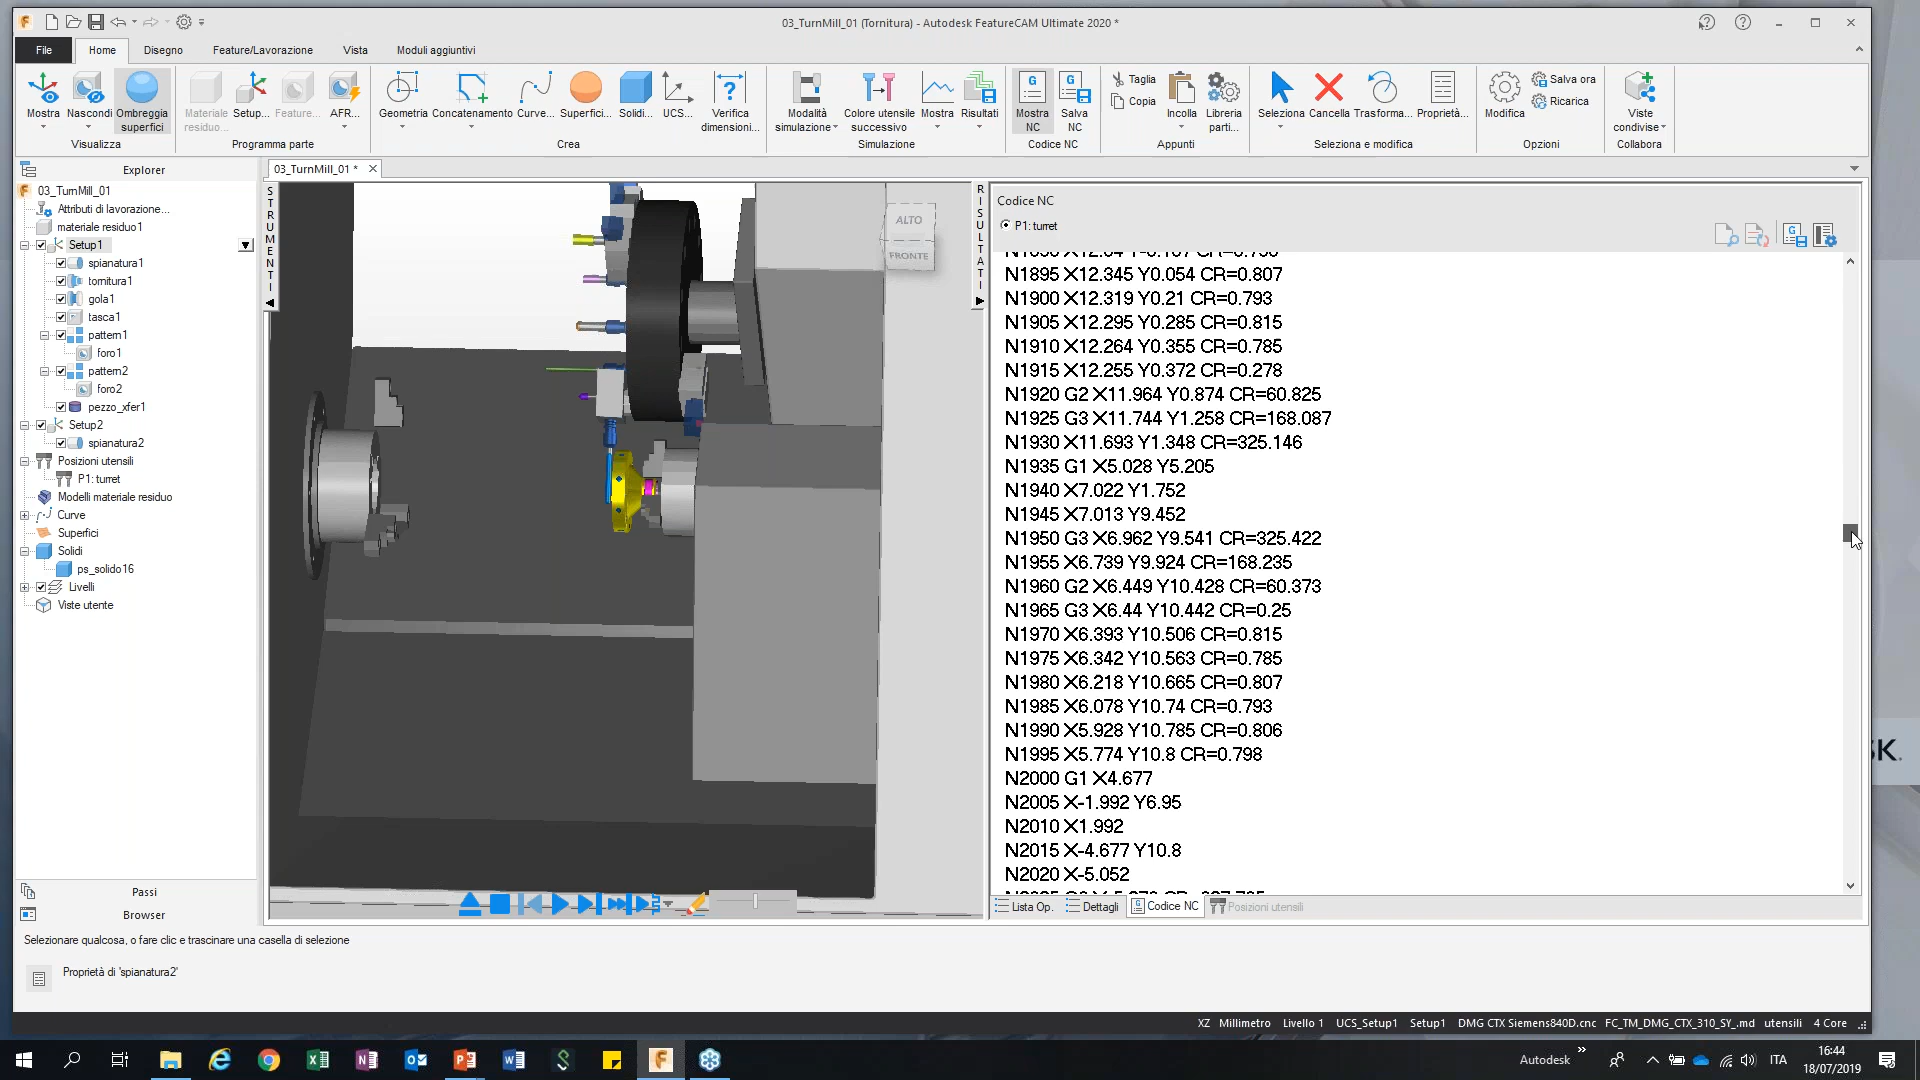 03_TurnMill_01 (Tornitura) - Autodesk FeatureCAM Ultimate 2020 *
File
Home
Disegno
Feature/Lavorazione
Vista
Moduli aggiuntivi
Mostra
Nascondi
Ombreggia superfici
Visualizza
Materiale residuo...
Setup...
Feature...
AFR...
Programma parte
Geometria
Concatenamento
Curve...
Superfici...
Solidi...
UCS...
Verifica dimensioni...
Crea
Modalità simulazione
Colore utensile successivo
Mostra
Risultati
Simulazione
Mostra NC
Salva NC
Codice NC
Taglia
Copia
Incolla
Libreria parti...
Appunti
Seleziona
Cancella
Trasforma...
Proprietà...
Seleziona e modifica
Modifica
Salva ora
Ricarica
Opzioni
Viste condivise
Collabora
Explorer
03_TurnMill_01
Attributi di lavorazione...
materiale residuo1
Setup1
spianatura1
tornitura1
gola1
tasca1
pattern1
foro1
pattern2
foro2
pezzo_xfer1
Setup2
spianatura2
Posizioni utensili
P1: turret
Modelli materiale residuo
Curve
Superfici
Solidi
ps_solido16
Livelli
Viste utente
Passi
Browser
03_TurnMill_01 *
STRUMENTI
ALTO
FRONTE
RISULTATI
Codice NC
P1: turret
N1895 X12.345 Y0.054 CR=0.807
N1900 X12.319 Y0.21 CR=0.793
N1905 X12.295 Y0.285 CR=0.815
N1910 X12.264 Y0.355 CR=0.785
N1915 X12.255 Y0.372 CR=0.278
N1920 G2 X11.964 Y0.874 CR=60.825
N1925 G3 X11.744 Y1.258 CR=168.087
N1930 X11.693 Y1.348 CR=325.146
N1935 G1 X5.028 Y5.205
N1940 X7.022 Y1.752
N1945 X7.013 Y9.452
N1950 G3 X6.962 Y9.541 CR=325.422
N1955 X6.739 Y9.924 CR=168.235
N1960 G2 X6.449 Y10.428 CR=60.373
N1965 G3 X6.44 Y10.442 CR=0.25
N1970 X6.393 Y10.506 CR=0.815
N1975 X6.342 Y10.563 CR=0.785
N1980 X6.218 Y10.665 CR=0.807
N1985 X6.078 Y10.74 CR=0.793
N1990 X5.928 Y10.785 CR=0.806
N1995 X5.774 Y10.8 CR=0.798
N2000 G1 X4.677
N2005 X-1.992 Y6.95
N2010 X1.992
N2015 X-4.677 Y10.8
N2020 X-5.052
Lista Op.
Dettagli
Codice NC
Posizioni utensili
Selezionare qualcosa, o fare clic e trascinare una casella di selezione
Proprietà di 'spianatura2'
XZ Millimetro Livello 1 UCS_Setup1 Setup1 DMG CTX Siemens840D.cnc FC_TM_DMG_CTX_310_SY_.md utensili 4 Core
SK.
Autodesk
ITA
16:44
18/07/2019